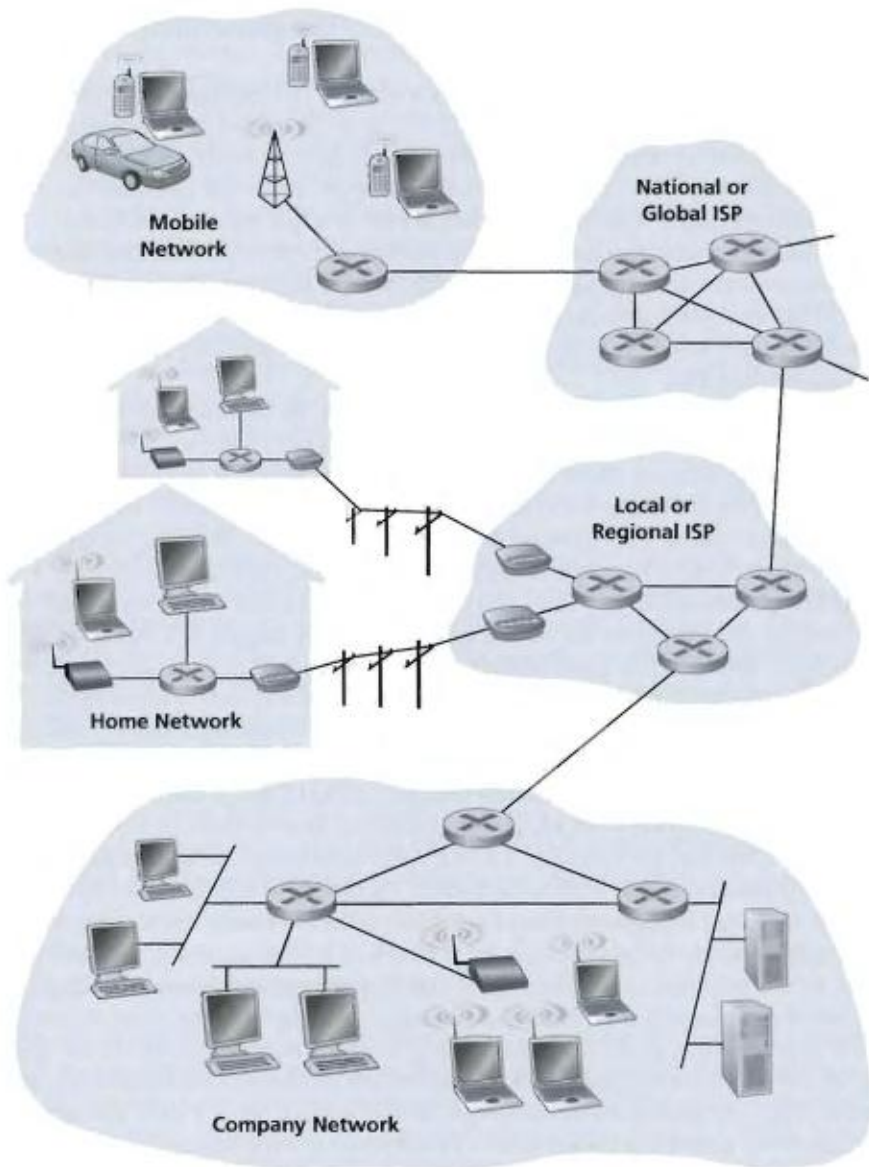 Mobile
Network
National or
Global ISP
Local or
Regional ISP
Home Network
Company Network